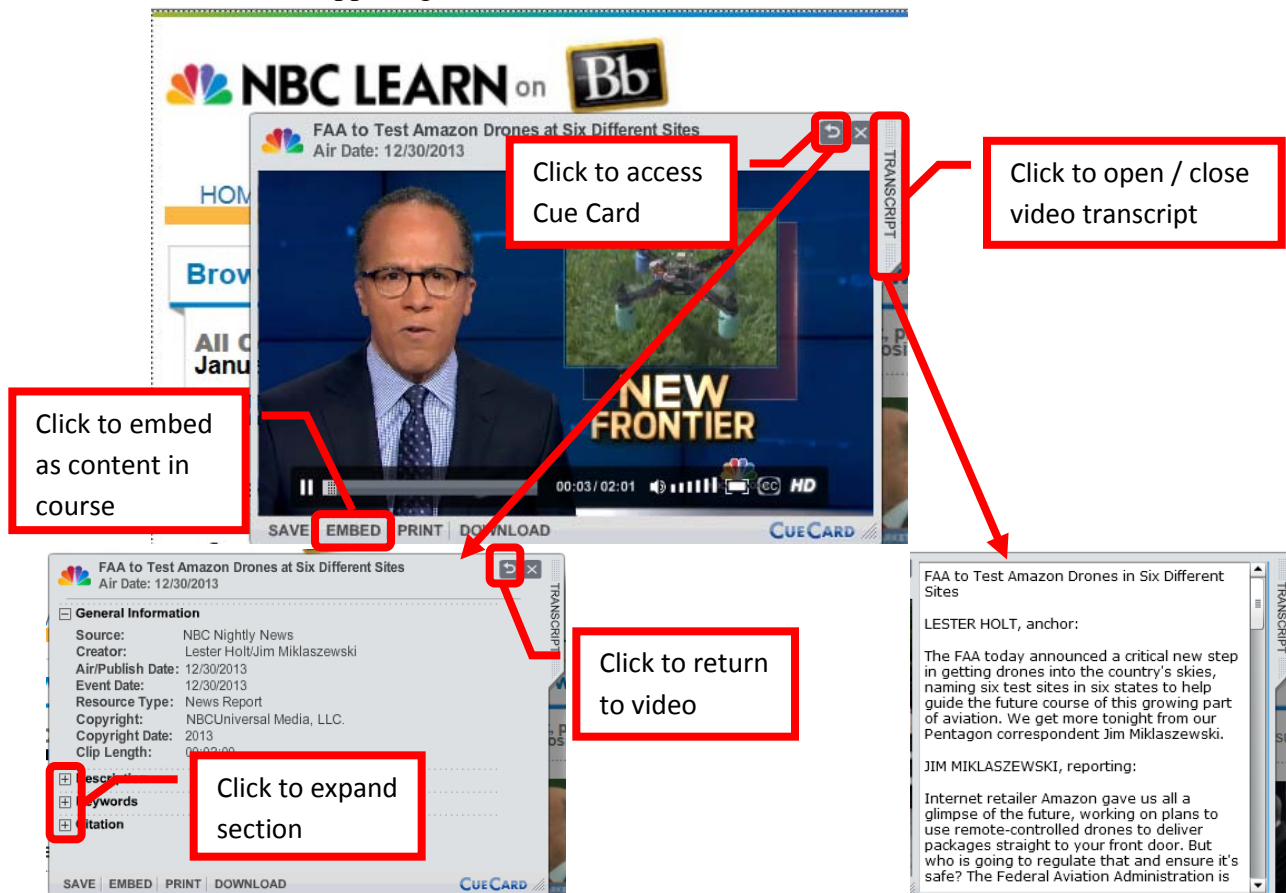 NBC LEARN on Bb
FAA to Test Amazon Drones at Six Different Sites
Air Date: 12/30/2013
TRANSCRIPT
Click to access
Cue Card
Click to open / close
video transcript
HOM
Brow
All C
Janu
NEW
FRONTIER
Click to embed
as content in
course
00:03 / 02:01
CC HD
SAVE EMBED PRINT DOWNLOAD
CUECARD
FAA to Test Amazon Drones at Six Different Sites
Air Date: 12/30/2013
TRANSCRIPT
General Information
Source: NBC Nightly News
Creator: Lester Holt/Jim Miklaszewski
Air/Publish Date: 12/30/2013
Event Date: 12/30/2013
Resource Type: News Report
Copyright: NBCUniversal Media, LLC.
Copyright Date: 2013
Clip Length:
Keywords
Citation
Click to expand
section
Click to return
to video
SAVE EMBED PRINT DOWNLOAD
CUECARD
FAA to Test Amazon Drones in Six Different
Sites
LESTER HOLT, anchor:
The FAA today announced a critical new step
in getting drones into the country's skies,
naming six test sites in six states to help
guide the future course of this growing part
of aviation. We get more tonight from our
Pentagon correspondent Jim Miklaszewski.
JIM MIKLASZEWSKI, reporting:
Internet retailer Amazon gave us all a
glimpse of the future, working on plans to
use remote-controlled drones to deliver
packages straight to your front door. But
who is going to regulate that and ensure it's
safe? The Federal Aviation Administration is
TRANSCRIPT